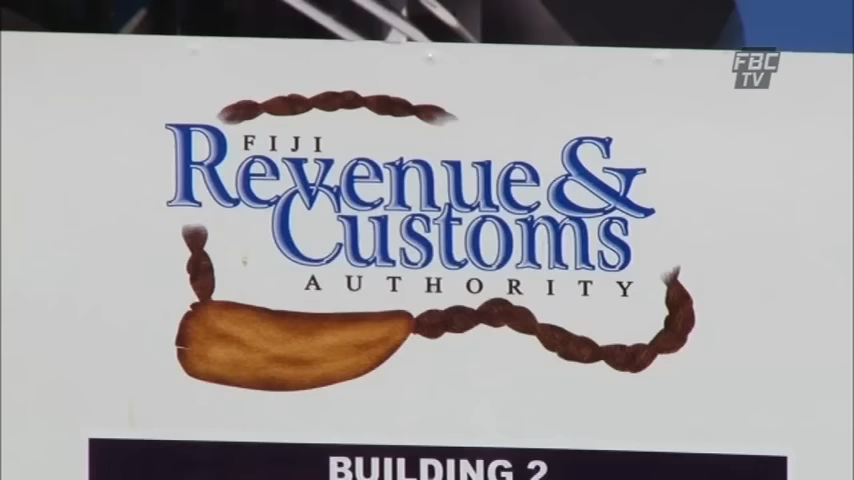 FBC
TV
FIJI
Revenue &
Customs
AUTHORITY
BUILDING 2